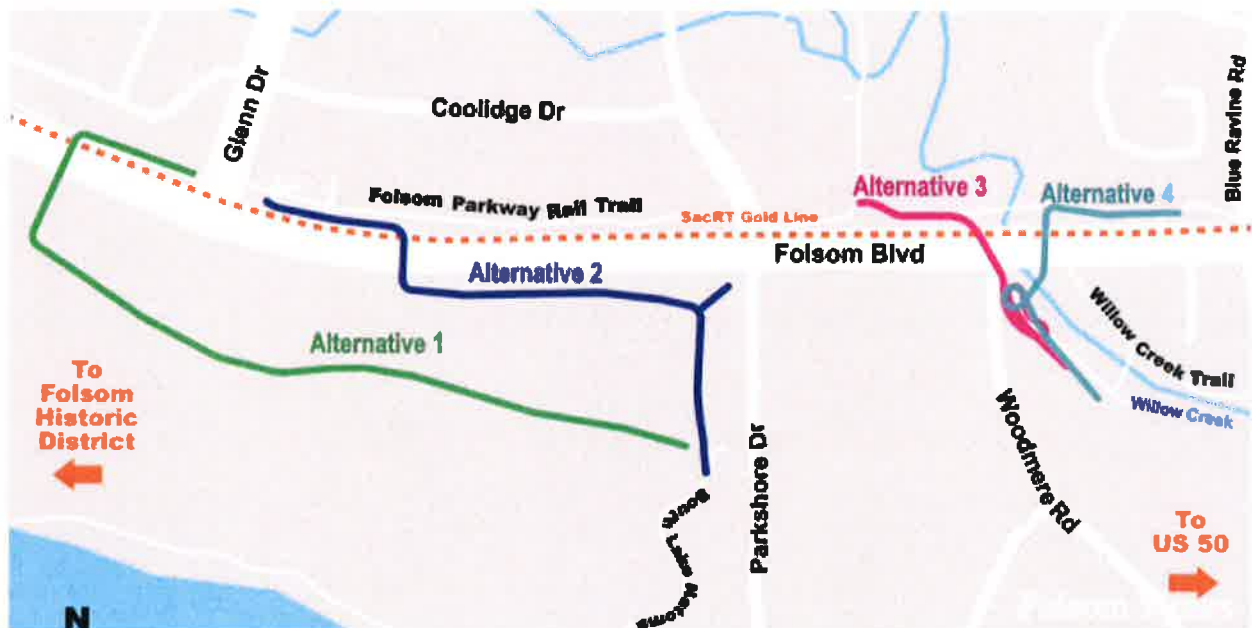 Glenn Dr
Coolidge Dr
Blue Ravine Rd
Folsom Parkway Rail Trail
SacRT Gold Line
Alternative 3
Alternative 4
Folsom Blvd
Alternative 2
Alternative 1
Willow Creek Trail
Willow Creek
To
Folsom
Historic
District
Woodmere Rd
Parkshore Dr
Lake Natoma
To
US 50
N